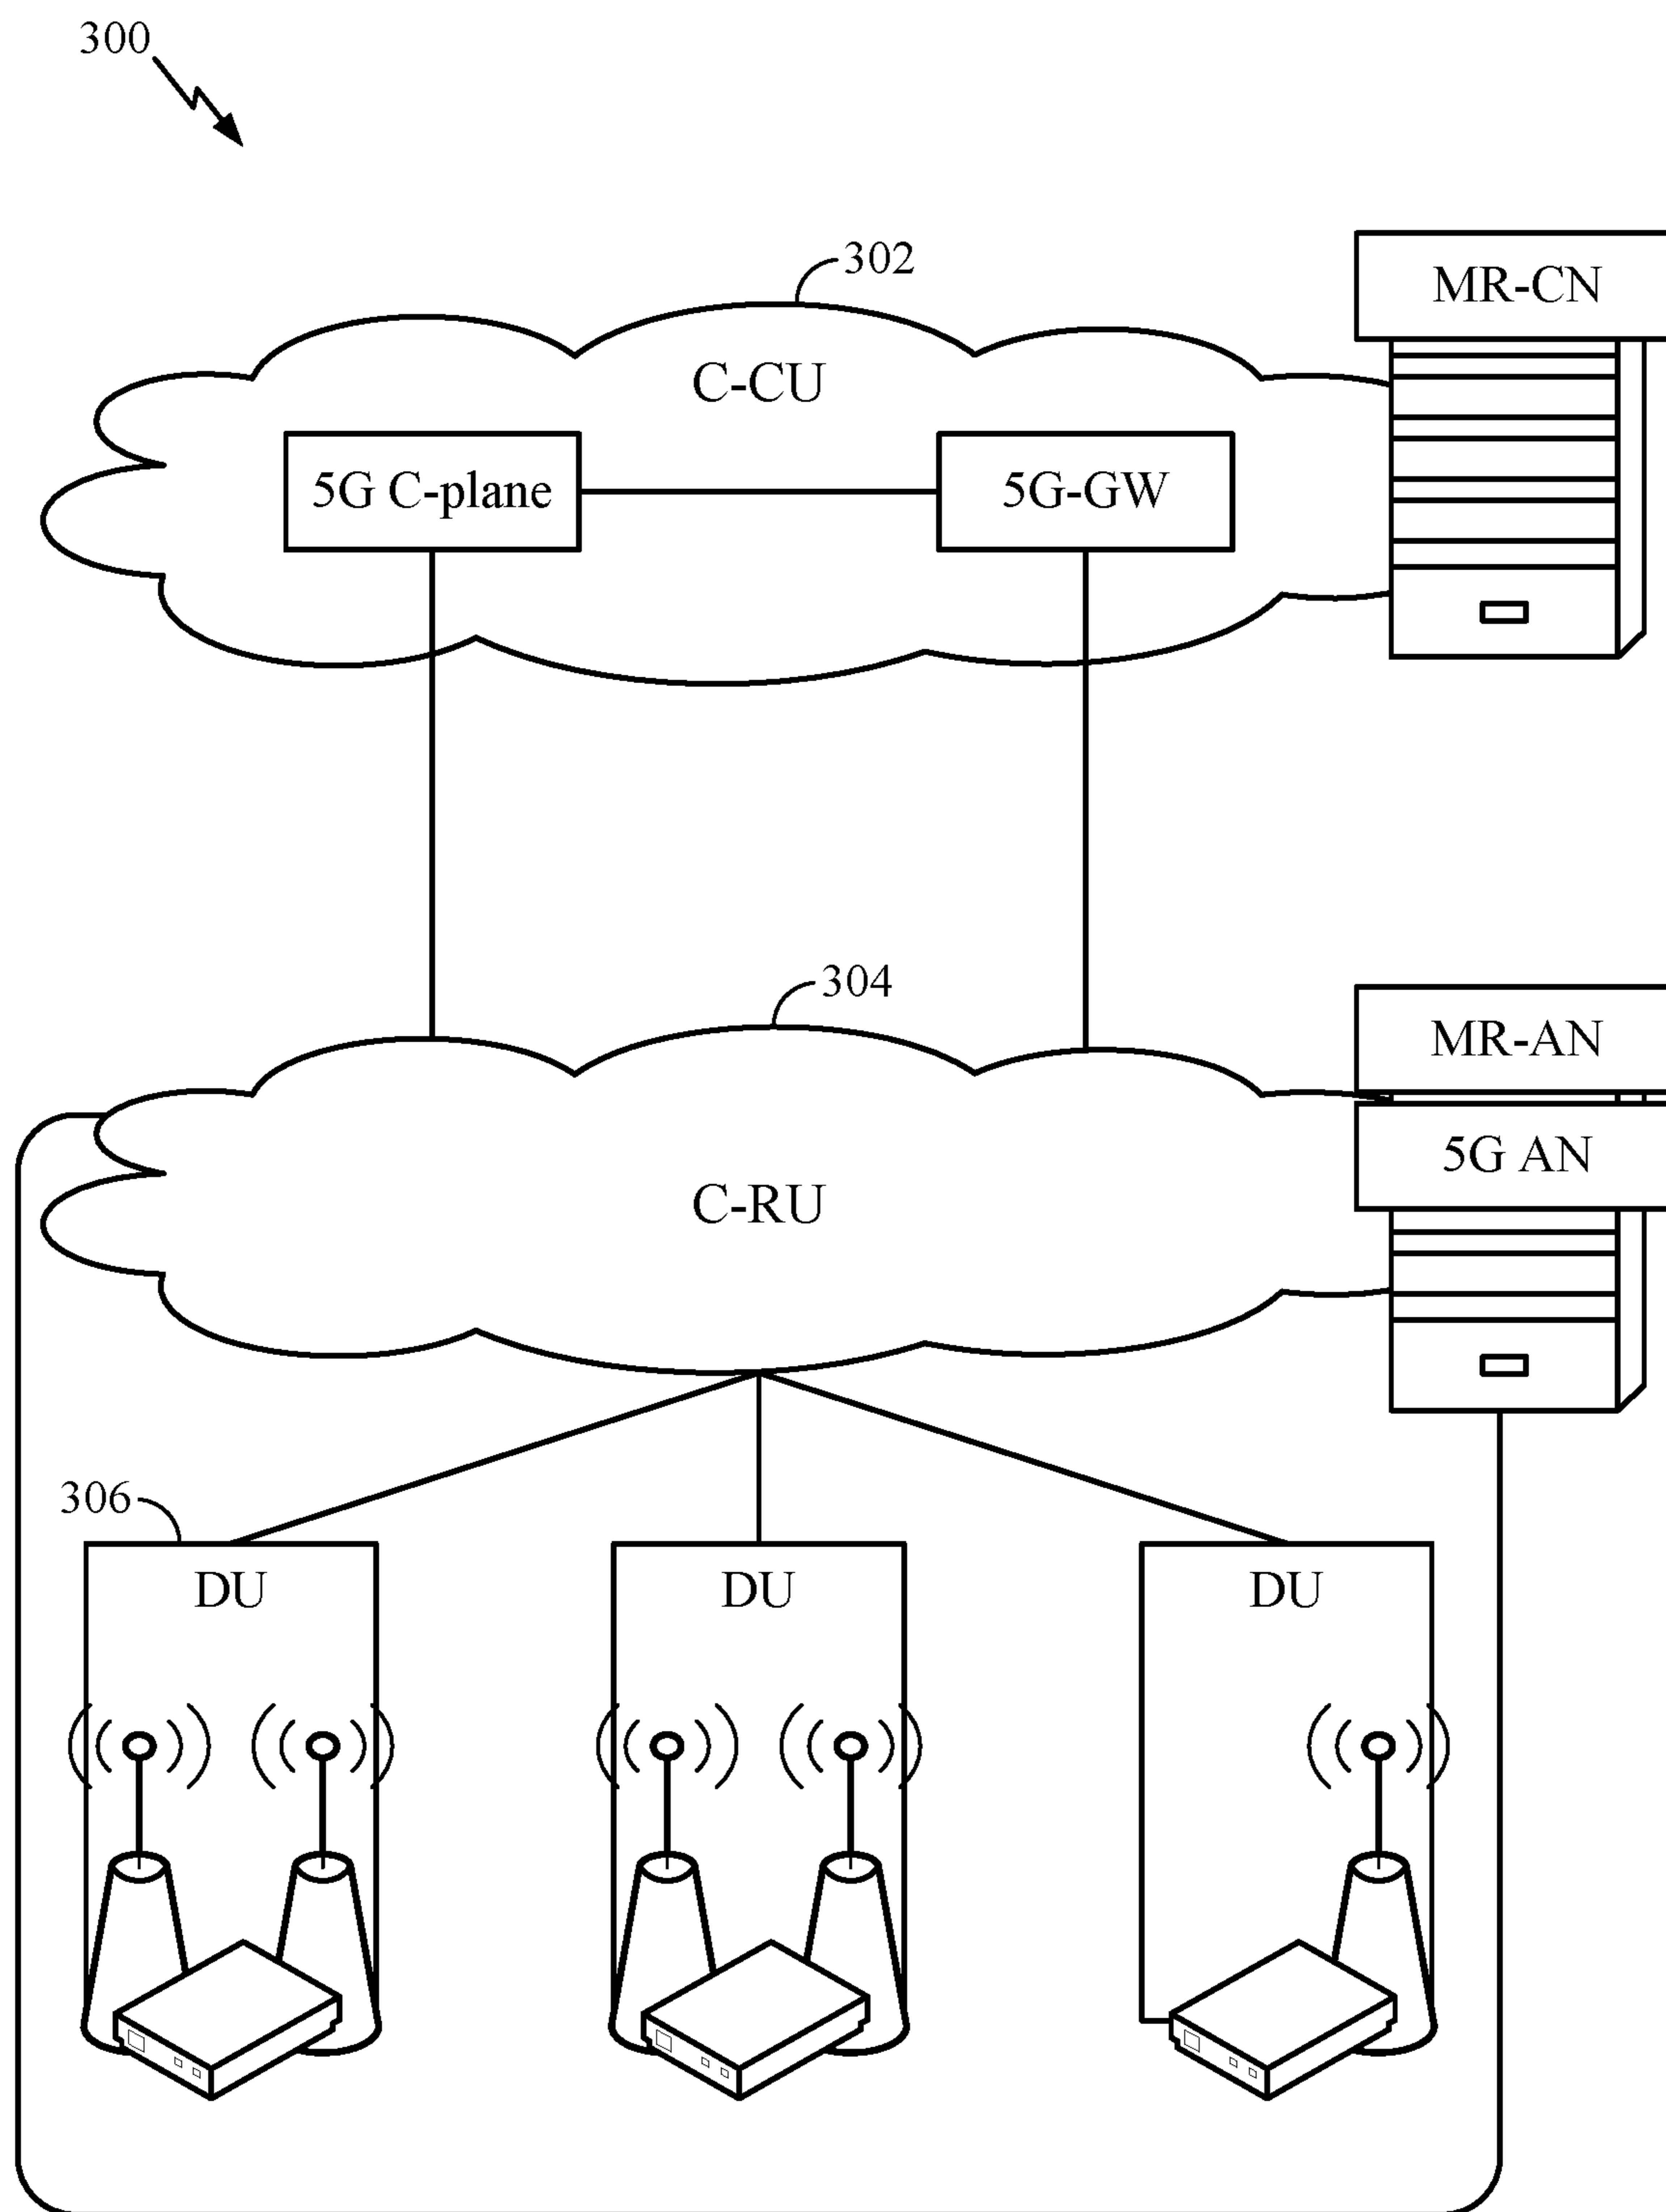 300
302
MR-CN
C-CU
5G C-plane
5G-GW
304
MR-AN
5G AN
C-RU
306
DU
DU
DU